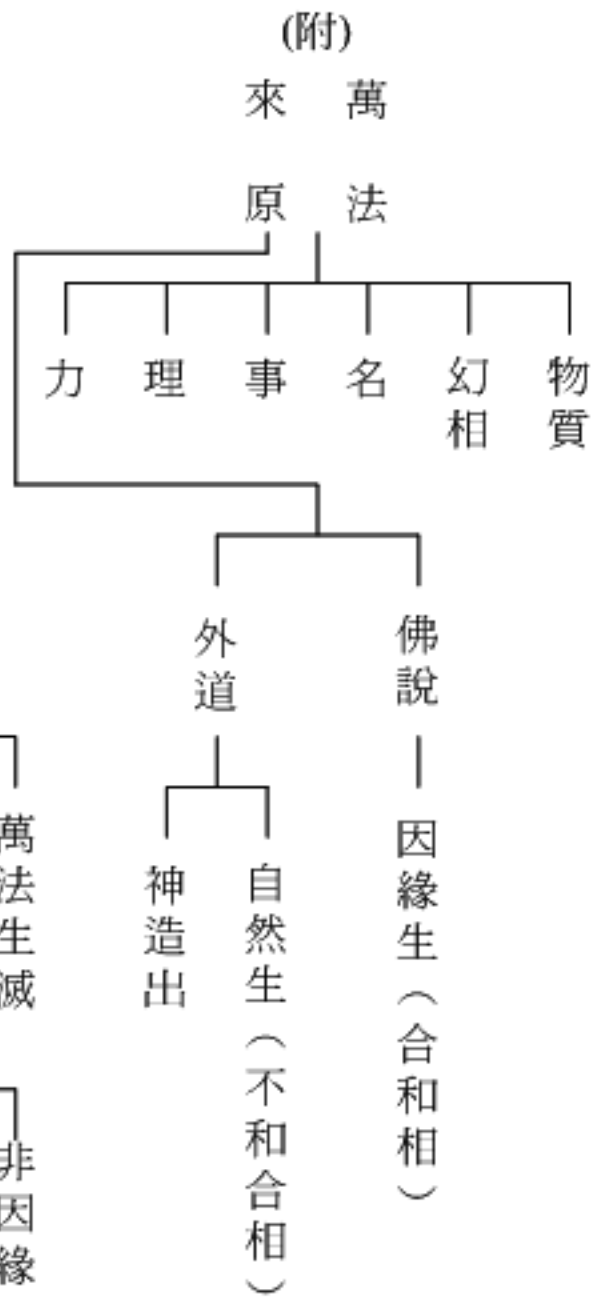 (附)
萬法
來原
物質
幻相
名
事
理
力
佛說
外道
因緣生（合和相）
自然生（不和合相）
神造出
萬法生滅
非因緣